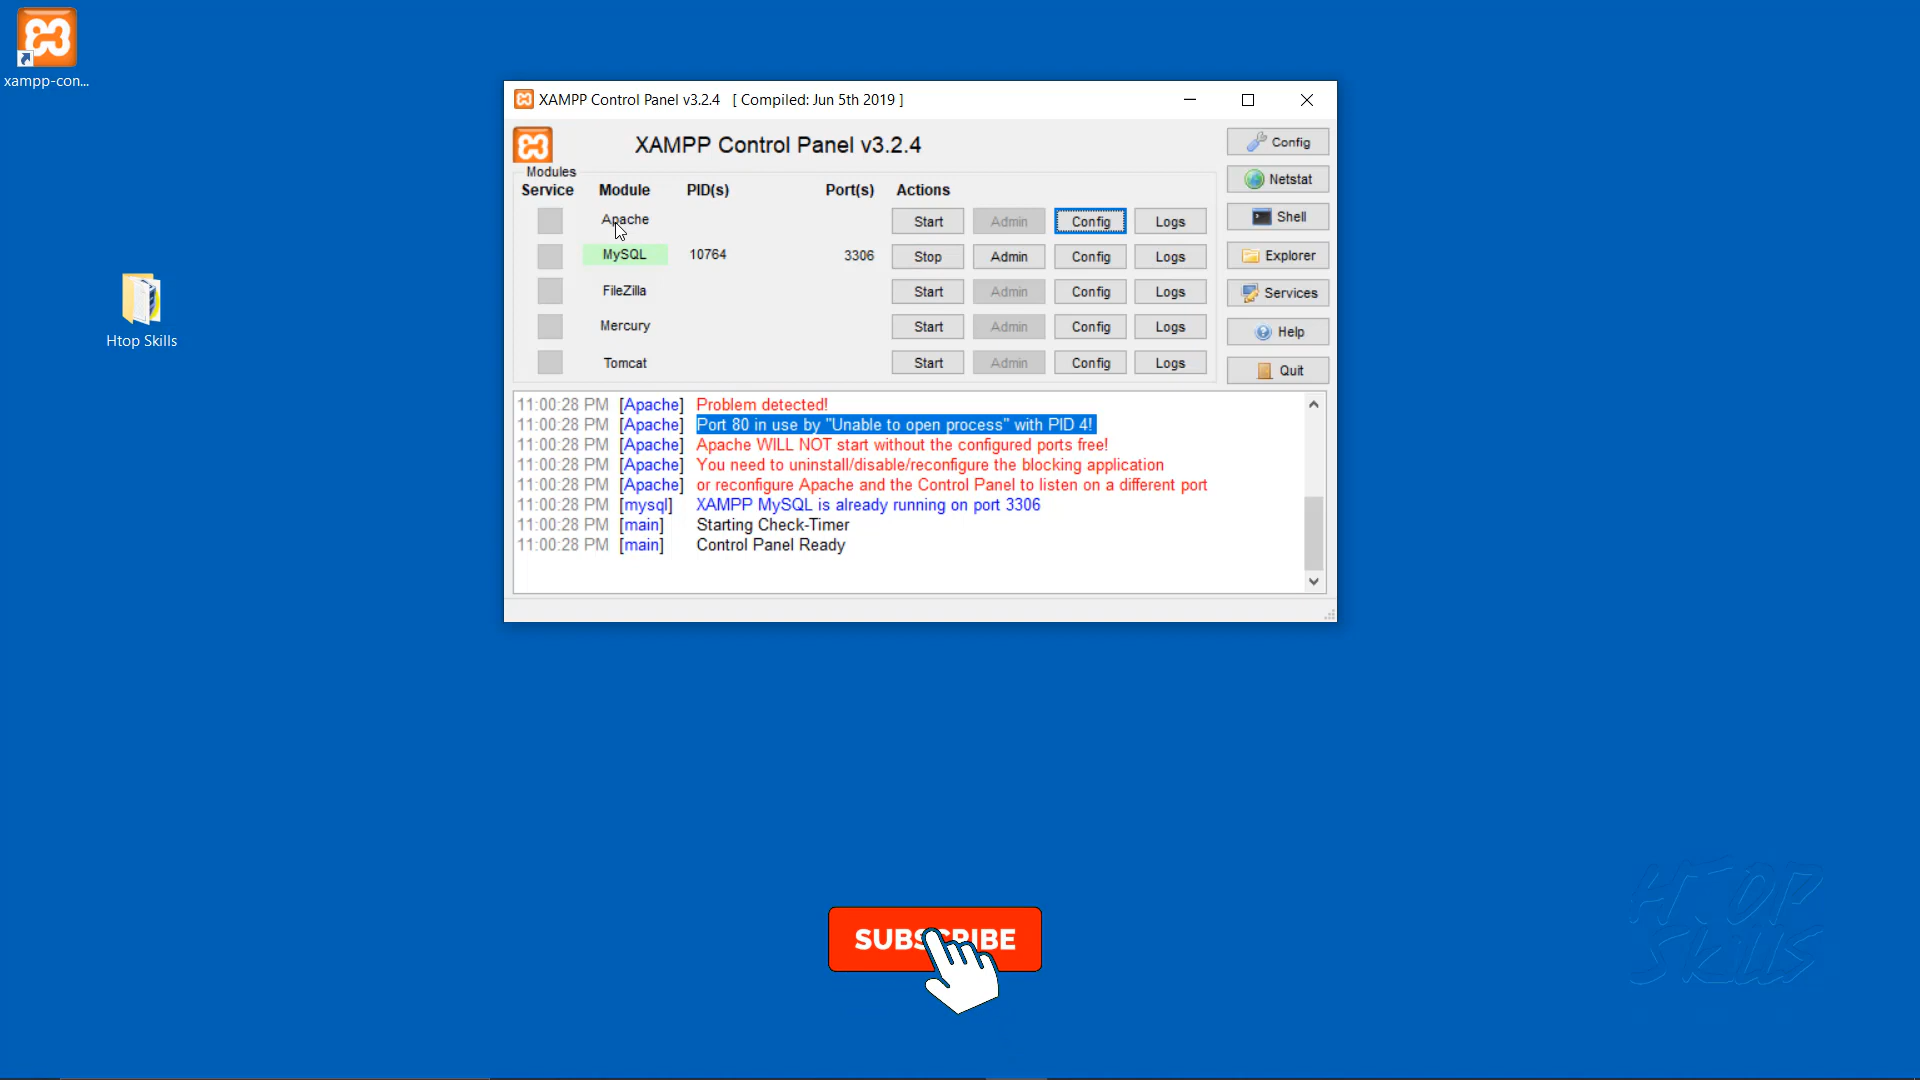 xampp-con...
Htop Skills
XAMPP Control Panel v3.2.4 [ Compiled: Jun 5th 2019 ]
XAMPP Control Panel v3.2.4
Modules
Service Module PID(s) Port(s) Actions
Apache Start Admin Config Logs
MySQL 10764 3306 Stop Admin Config Logs
FileZilla Start Admin Config Logs
Mercury Start Admin Config Logs
Tomcat Start Admin Config Logs
Config
Netstat
Shell
Explorer
Services
Help
Quit
11:00:28 PM [Apache] Problem detected!
11:00:28 PM [Apache] Port 80 in use by "Unable to open process" with PID 4!
11:00:28 PM [Apache] Apache WILL NOT start without the configured ports free!
11:00:28 PM [Apache] You need to uninstall/disable/reconfigure the blocking application
11:00:28 PM [Apache] or reconfigure Apache and the Control Panel to listen on a different port
11:00:28 PM [mysql] XAMPP MySQL is already running on port 3306
11:00:28 PM [main] Starting Check-Timer
11:00:28 PM [main] Control Panel Ready
SUBSCRIBE
HTOP
SKILLS